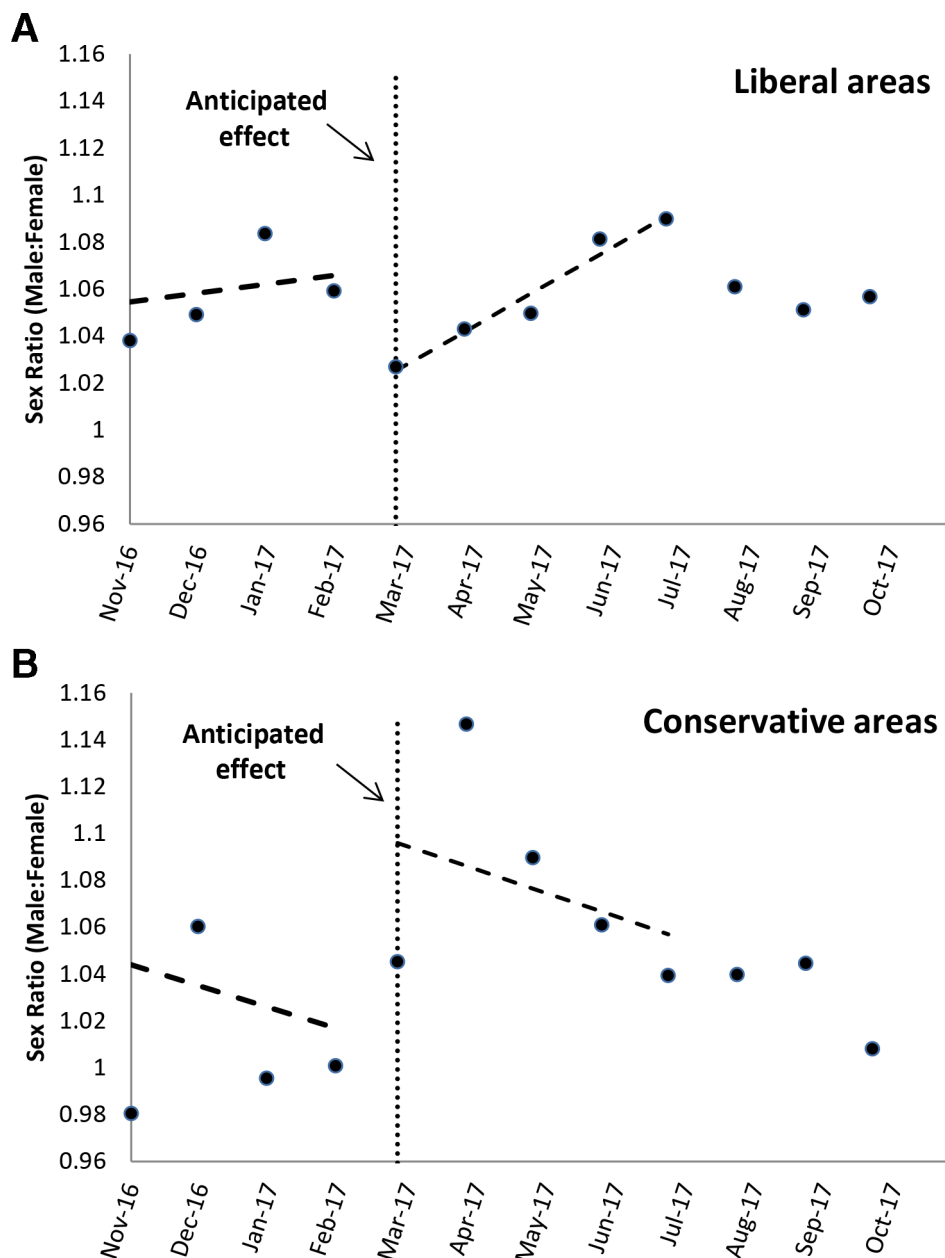 A
Liberal areas
Anticipated
effect
Sex Ratio (Male:Female)
1.16
1.14
1.12
1.1
1.08
1.06
1.04
1.02
1
0.98
0.96
Nov-16
Dec-16
Jan-17
Feb-17
Mar-17
Apr-17
May-17
Jun-17
Jul-17
Aug-17
Sep-17
Oct-17
B
Conservative areas
Anticipated
effect
Sex Ratio (Male:Female)
1.16
1.14
1.12
1.1
1.08
1.06
1.04
1.02
1
0.98
0.96
Nov-16
Dec-16
Jan-17
Feb-17
Mar-17
Apr-17
May-17
Jun-17
Jul-17
Aug-17
Sep-17
Oct-17